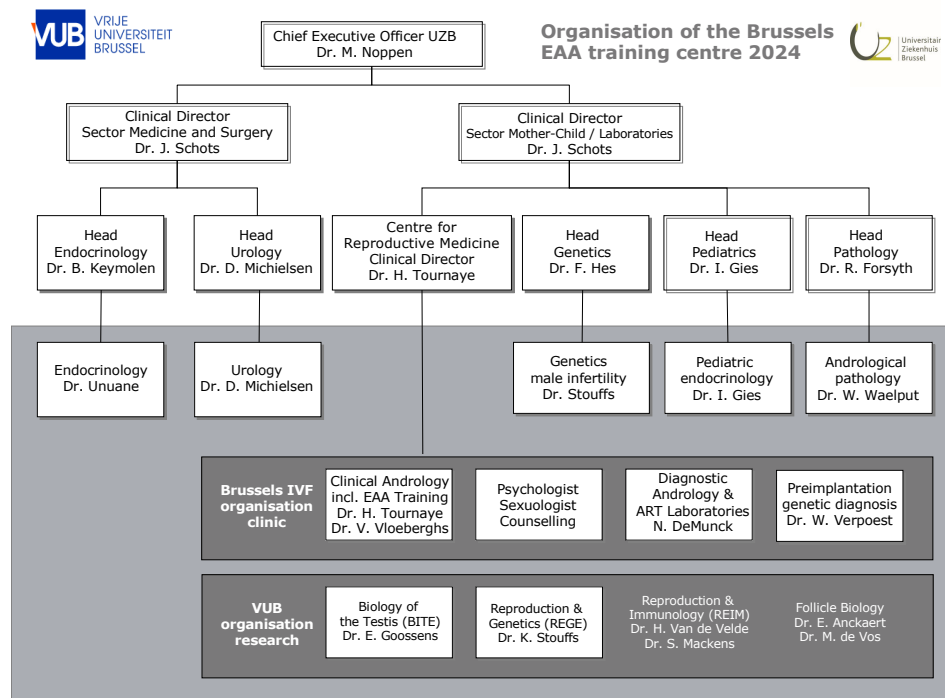 VUB
VRIJE
UNIVERSITEIT
BRUSSEL
Chief Executive Officer UZB
Dr. M. Noppen
Organisation of the Brussels
EAA training centre 2024
Universitair
Ziekenhuis
Brussel
Clinical Director
Sector Medicine and Surgery
Dr. J. Schots
Clinical Director
Sector Mother-Child / Laboratories
Dr. J. Schots
Head
Endocrinology
Dr. B. Keymolen
Head
Urology
Dr. D. Michielsen
Centre for
Reproductive Medicine
Clinical Director
Dr. H. Tournaye
Head
Genetics
Dr. F. Hes
Head
Pediatrics
Dr. I. Gies
Head
Pathology
Dr. R. Forsyth
Endocrinology
Dr. Unuane
Urology
Dr. D. Michielsen
Genetics
male infertility
Dr. Stouffs
Pediatric
endocrinology
Dr. I. Gies
Andrological
pathology
Dr. W. Waelput
Brussels IVF
organisation
clinic
Clinical Andrology
incl. EAA Training
Dr. H. Tournaye
Dr. V. Vloeberghs
Psychologist
Sexuologist
Counselling
Diagnostic
Andrology &
ART Laboratories
N. DeMunck
Preimplantation
genetic diagnosis
Dr. W. Verpoest
VUB
organisation
research
Biology of
the Testis (BITE)
Dr. E. Goossens
Reproduction &
Genetics (REGE)
Dr. K. Stouffs
Reproduction &
Immunology (REIM)
Dr. H. Van de Velde
Dr. S. Mackens
Follicle Biology
Dr. E. Anckaert
Dr. M. de Vos